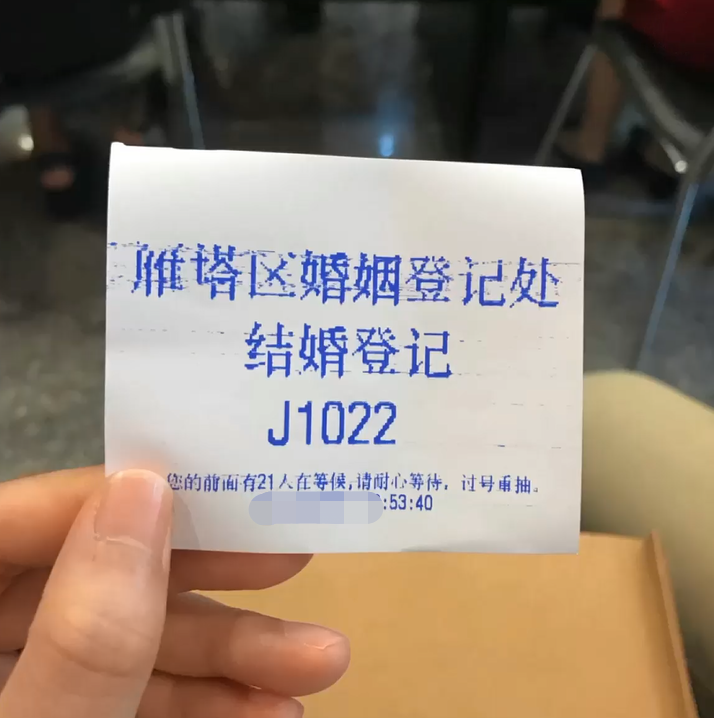 雁塔区婚姻登记处
结婚登记
J1022
您的前面有21人在等候,请耐心等待，过号重抽。
:53:40